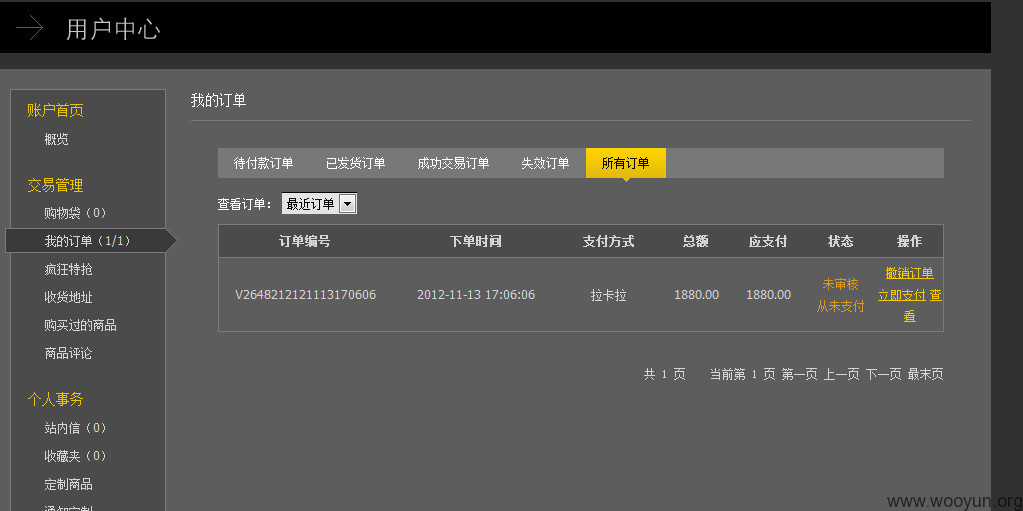 用户中心
账户首页
概览
交易管理
购物袋（0）
我的订单（1/1）
疯狂特抢
收货地址
购买过的商品
商品评论
个人事务
站内信（0）
收藏夹（0）
定制商品
通知定制
我的订单
待付款订单 已发货订单 成功交易订单 失效订单 所有订单
查看订单： 最近订单
订单编号 下单时间 支付方式 总额 应支付 状态 操作
V2648212121113170606 2012-11-13 17:06:06 拉卡拉 1880.00 1880.00 未审核 从未支付 撤销订单 立即支付 查看
共 1 页 当前第 1 页 第一页 上一页 下一页 最末页
www.wooyun.org